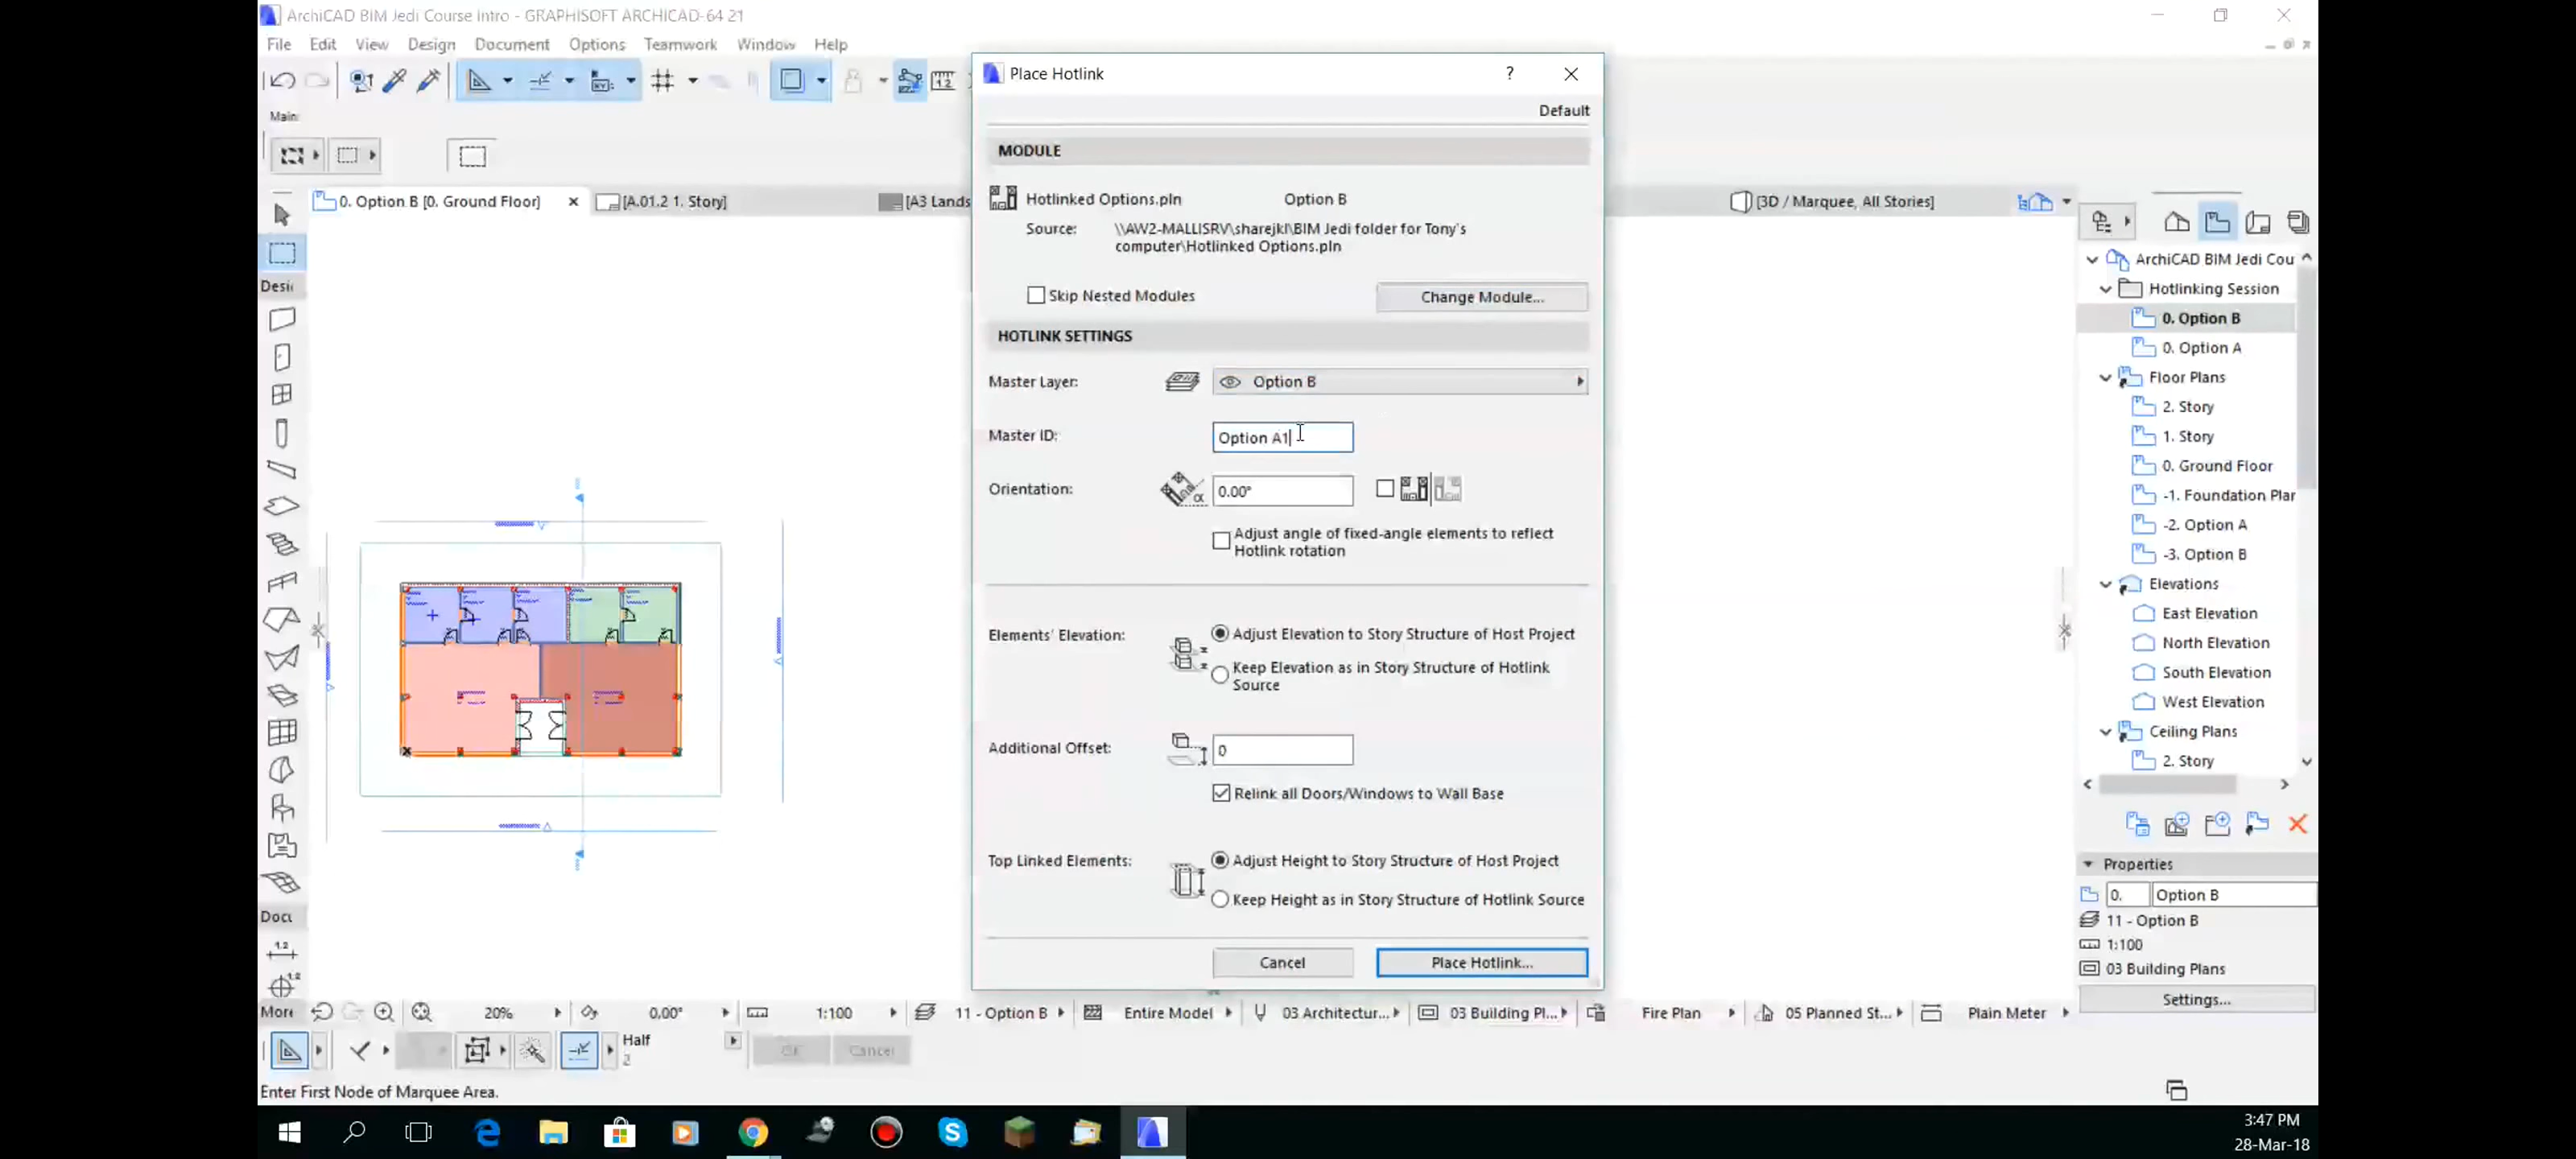 ArchiCAD BIM Jedi Course Intro - GRAPHISOFT ARCHICAD-64 21
File Edit View Design Document Options Teamwork Window Help
Main:
0. Option B [0. Ground Floor]
[A.01.2 1. Story]
[A3 Lands
[3D / Marquee, All Stories]
Desi
Docu
1.2
1.2
More
Place Hotlink
?
Default
MODULE
Hotlinked Options.pln Option B
Source: \\AW2-MALLISRV\sharejkl\BIM Jedi folder for Tony's
computer\Hotlinked Options.pln
Skip Nested Modules
Change Module...
HOTLINK SETTINGS
Master Layer: Option B
Master ID: Option A1
Orientation: 0.00°
Adjust angle of fixed-angle elements to reflect
Hotlink rotation
Elements' Elevation:
Adjust Elevation to Story Structure of Host Project
Keep Elevation as in Story Structure of Hotlink
Source
Additional Offset: 0
Relink all Doors/Windows to Wall Base
Top Linked Elements:
Adjust Height to Story Structure of Host Project
Keep Height as in Story Structure of Hotlink Source
Cancel
Place Hotlink...
ArchiCAD BIM Jedi Cou
Hotlinking Session
0. Option B
0. Option A
Floor Plans
2. Story
1. Story
0. Ground Floor
-1. Foundation Plar
-2. Option A
-3. Option B
Elevations
East Elevation
North Elevation
South Elevation
West Elevation
Ceiling Plans
2. Story
Properties
0. Option B
11 - Option B
1:100
03 Building Plans
Settings...
20% 0,00° 1:100 11 - Option B Entire Model 03 Architectur... 03 Building Pl... Fire Plan 05 Planned St... Plain Meter
Half
2
OK Cancel
Enter First Node of Marquee Area.
3:47 PM
28-Mar-18